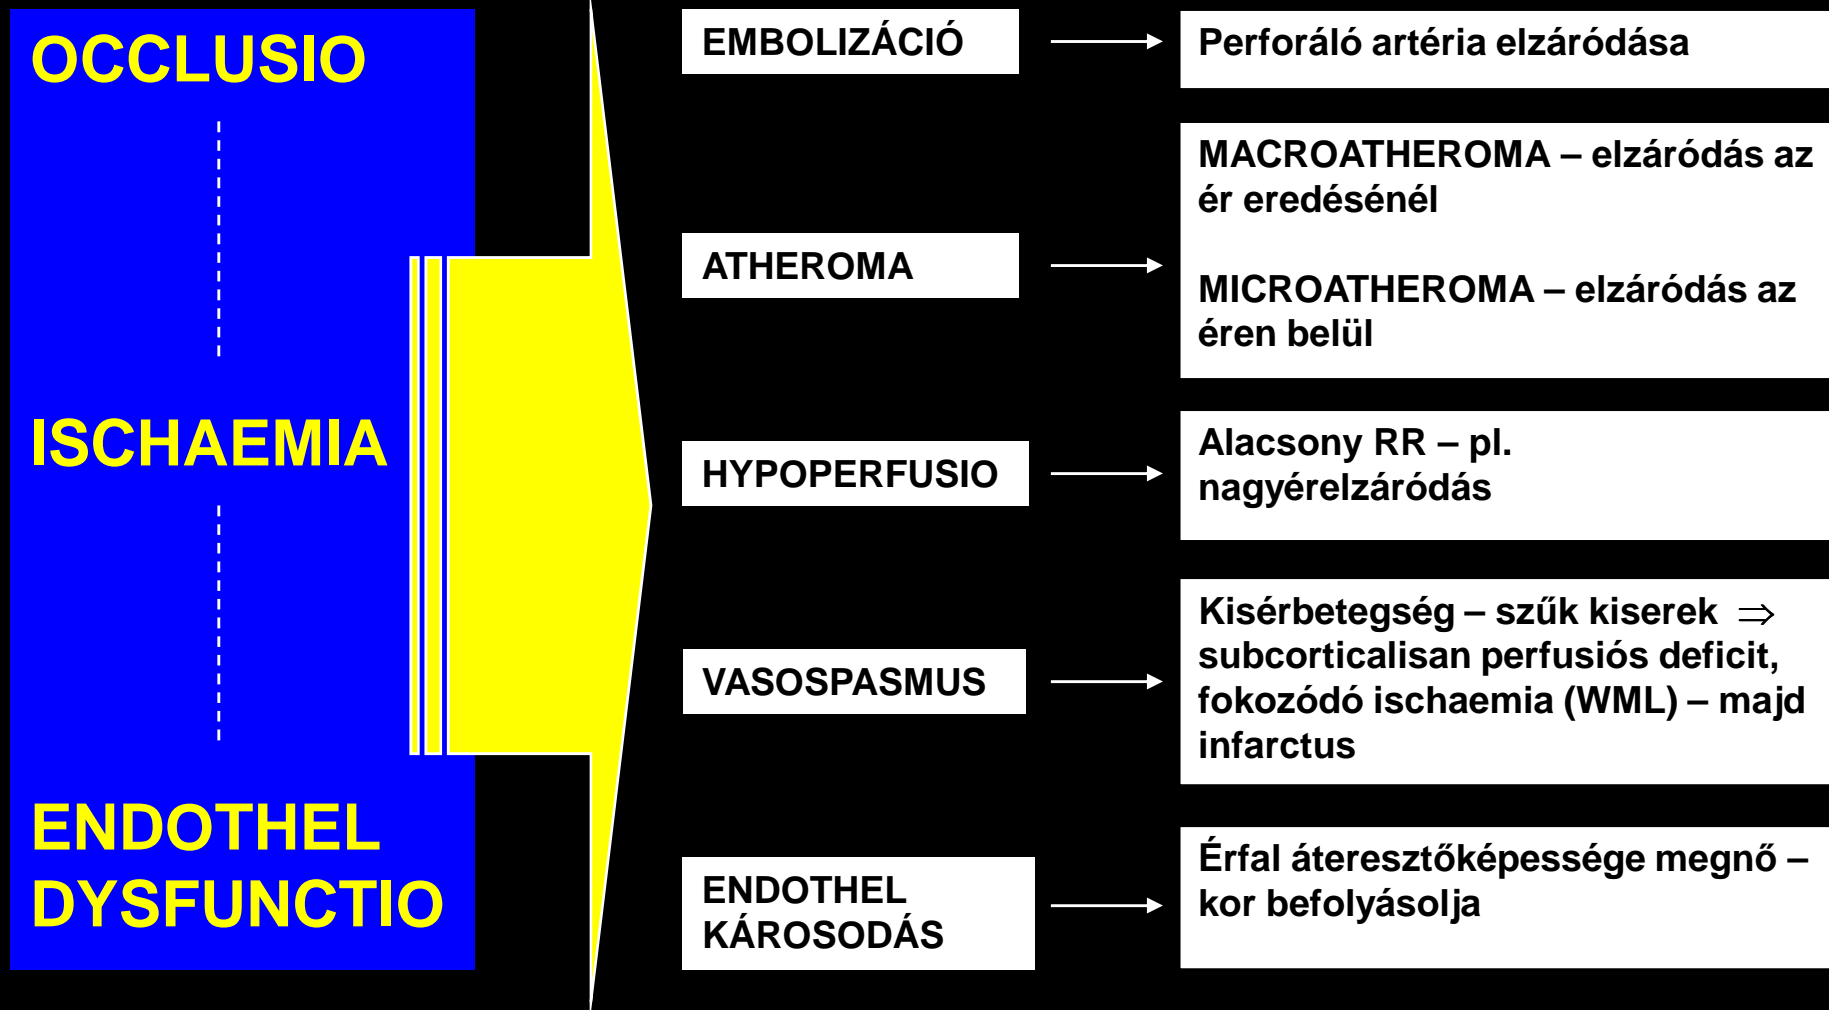 OCCLUSIO
ISCHAEMIA
ENDOTHEL
DYSFUNCTIO
EMBOLIZÁCIÓ
Perforáló artéria elzáródása
ATHEROMA
MACROATHEROMA – elzáródás az
ér eredésénél
MICROATHEROMA – elzáródás az
éren belül
HYPOPERFUSIO
Alacsony RR – pl.
nagyérelzáródás
VASOSPASMUS
Kisérbetegség – szűk kiserek ⇒
subcorticalisan perfusiós deficit,
fokozódó ischaemia (WML) – majd
infarctus
ENDOTHEL
KÁROSODÁS
Érfal áteresztőképessége megnő –
kor befolyásolja